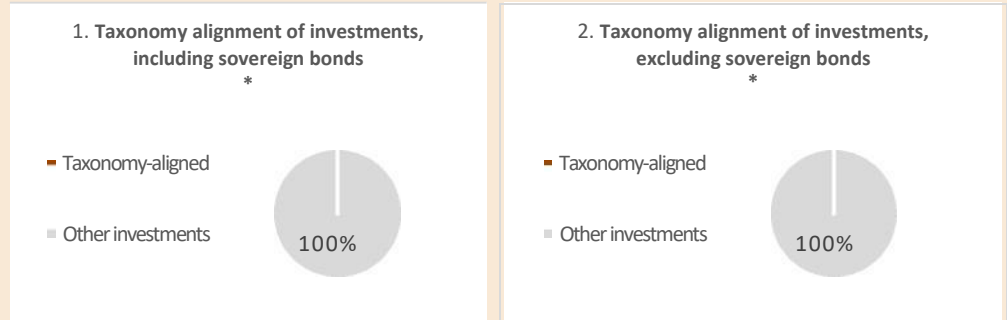 1. Taxonomy alignment of investments,
including sovereign bonds
*
Taxonomy-aligned
Other investments
100%
2. Taxonomy alignment of investments,
excluding sovereign bonds
*
Taxonomy-aligned
Other investments
100%